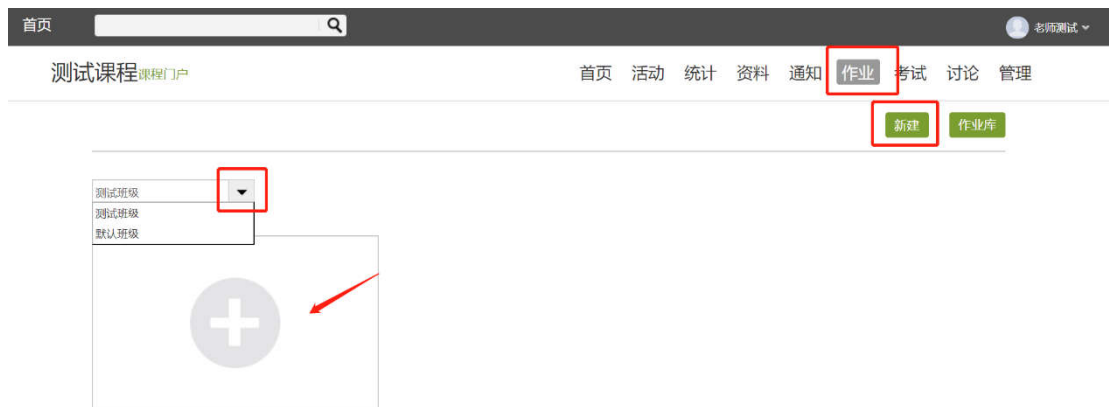 首页 老师测试
测试课程课程门户 首页 活动 统计 资料 通知 作业 考试 讨论 管理
新建 作业库
测试班级
测试班级
默认班级